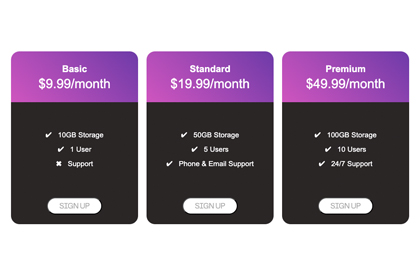 Basic
$9.99/month
✔ 10GB Storage
✔ 1 User
✖ Support
SIGN UP
Standard
$19.99/month
✔ 50GB Storage
✔ 5 Users
✔ Phone & Email Support
SIGN UP
Premium
$49.99/month
✔ 100GB Storage
✔ 10 Users
✔ 24/7 Support
SIGN UP